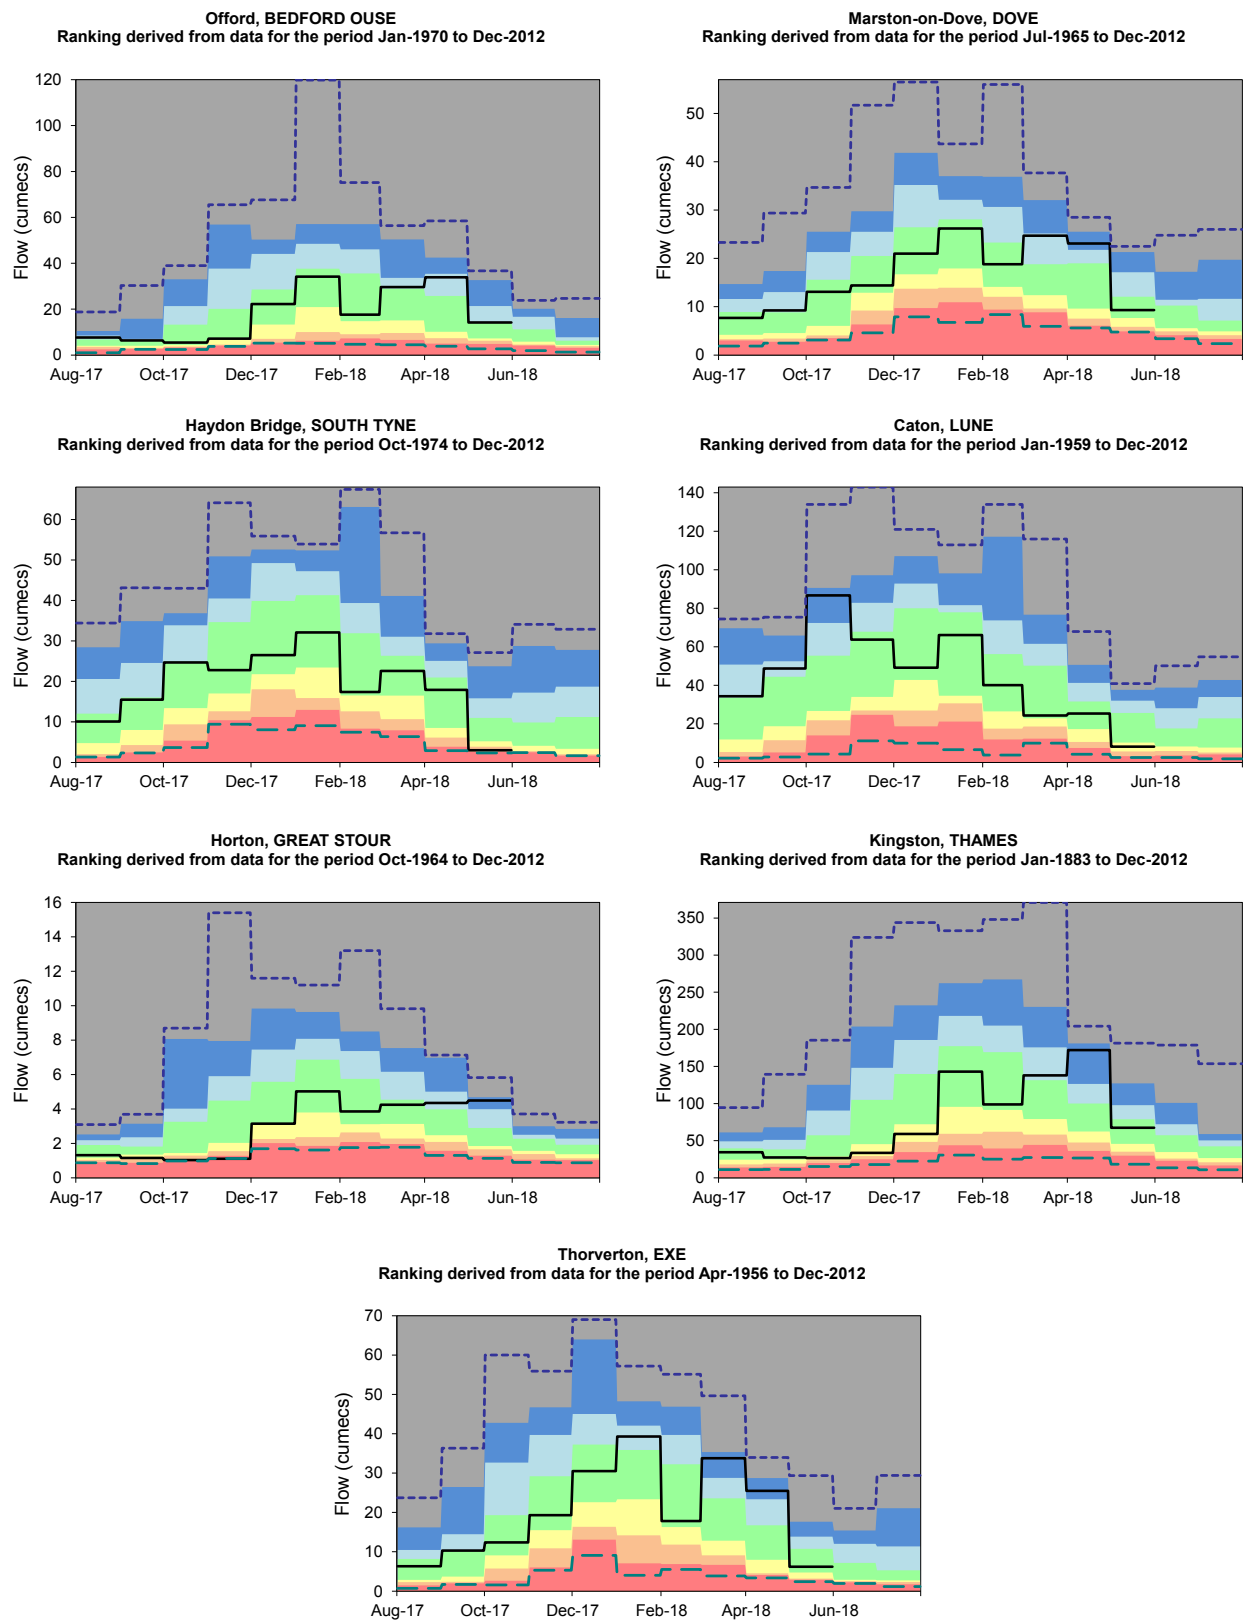 Offord, BEDFORD OUSE
Ranking derived from data for the period Jan-1970 to Dec-2012
Flow (cumecs)
120
100
80
60
40
20
0
Aug-17 Oct-17 Dec-17 Feb-18 Apr-18 Jun-18
Marston-on-Dove, DOVE
Ranking derived from data for the period Jul-1965 to Dec-2012
Flow (cumecs)
50
40
30
20
10
0
Aug-17 Oct-17 Dec-17 Feb-18 Apr-18 Jun-18
Haydon Bridge, SOUTH TYNE
Ranking derived from data for the period Oct-1974 to Dec-2012
Flow (cumecs)
60
50
40
30
20
10
0
Aug-17 Oct-17 Dec-17 Feb-18 Apr-18 Jun-18
Caton, LUNE
Ranking derived from data for the period Jan-1959 to Dec-2012
Flow (cumecs)
140
120
100
80
60
40
20
0
Aug-17 Oct-17 Dec-17 Feb-18 Apr-18 Jun-18
Horton, GREAT STOUR
Ranking derived from data for the period Oct-1964 to Dec-2012
Flow (cumecs)
16
14
12
10
8
6
4
2
0
Aug-17 Oct-17 Dec-17 Feb-18 Apr-18 Jun-18
Kingston, THAMES
Ranking derived from data for the period Jan-1883 to Dec-2012
Flow (cumecs)
350
300
250
200
150
100
50
0
Aug-17 Oct-17 Dec-17 Feb-18 Apr-18 Jun-18
Thorverton, EXE
Ranking derived from data for the period Apr-1956 to Dec-2012
Flow (cumecs)
70
60
50
40
30
20
10
0
Aug-17 Oct-17 Dec-17 Feb-18 Apr-18 Jun-18